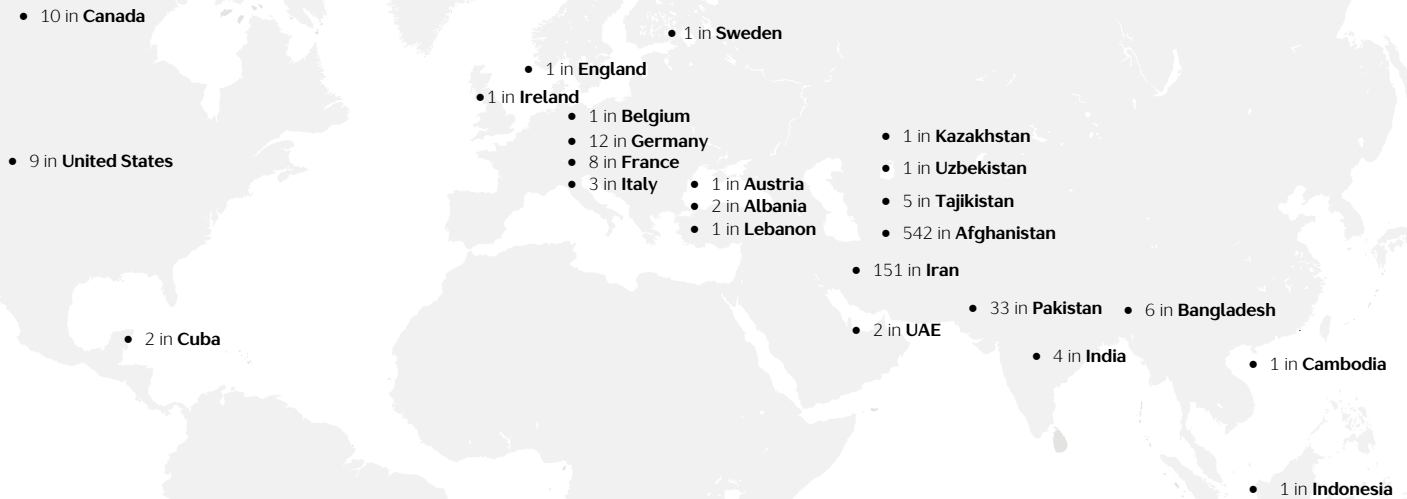 • 10 in Canada
• 1 in Sweden
• 1 in England
•1 in Ireland
• 1 in Belgium
• 12 in Germany
• 8 in France
• 3 in Italy
• 1 in Austria
• 2 in Albania
• 1 in Lebanon
• 1 in Kazakhstan
• 1 in Uzbekistan
• 5 in Tajikistan
• 542 in Afghanistan
• 9 in United States
• 151 in Iran
• 33 in Pakistan
• 6 in Bangladesh
• 2 in UAE
• 2 in Cuba
• 4 in India
• 1 in Cambodia
• 1 in Indonesia